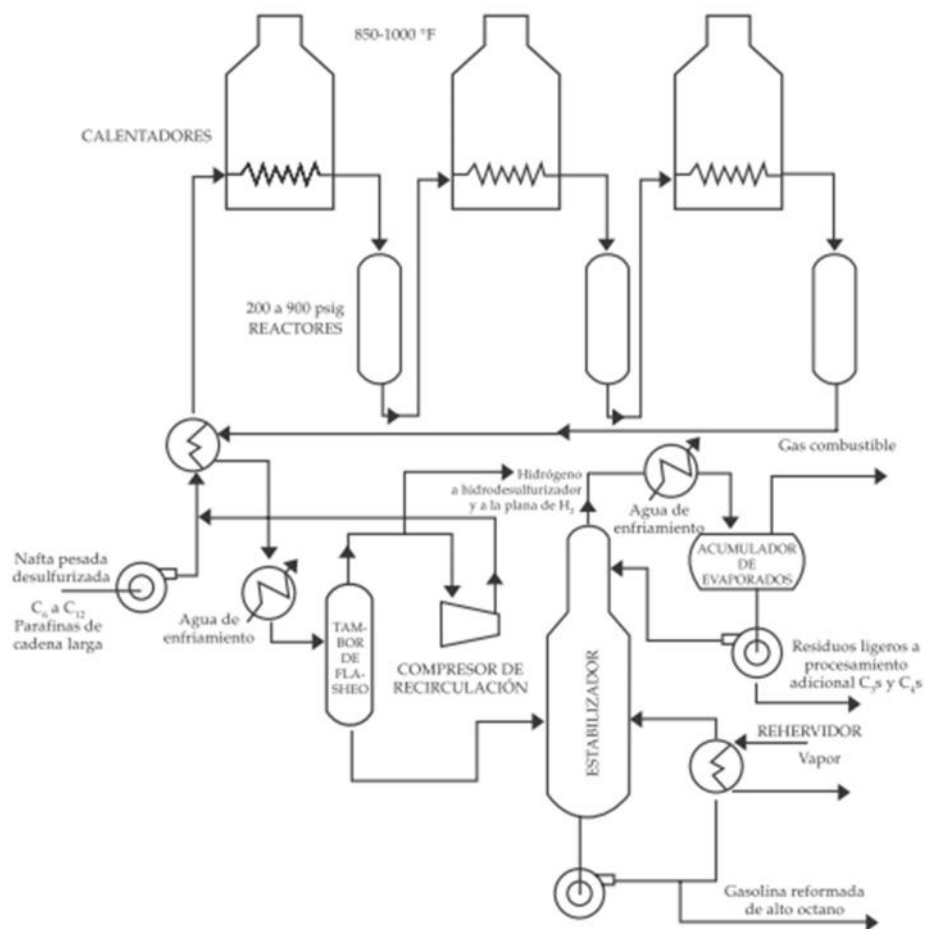 850-1000 °F
CALENTADORES
200 a 900 psig
REACTORES
Gas combustible
Hidrógeno
a hidrodesulfurizador
y a la plana de H₂
Agua de
enfriamiento
ACUMULADOR
DE
EVAPORADOS
Nafta pesada
desulfurizada
C₆ a C₁₂
Parafinas de
cadena larga
Agua de
enfriamiento
TAM-
BOR
DE
FLA-
SHEO
COMPRESOR DE
RECIRCULACIÓN
ESTABILIZADOR
Residuos ligeros a
procesamiento
adicional C₃s y C₄s
REHERVIDOR
Vapor
Gasolina reformada
de alto octano